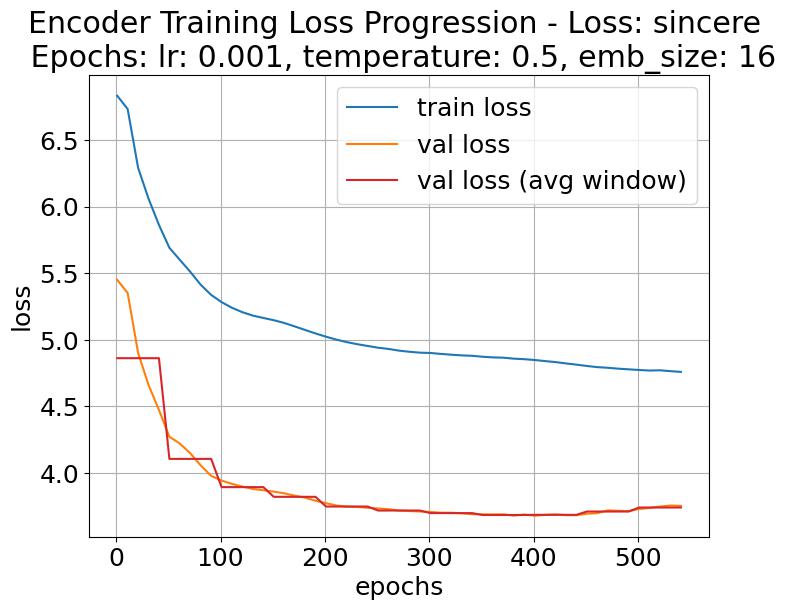 Encoder Training Loss Progression - Loss: sincere
Epochs: lr: 0.001, temperature: 0.5, emb_size: 16
train loss
val loss
val loss (avg window)
6.5
6.0
5.5
5.0
4.5
4.0
loss
0 100 200 300 400 500
epochs